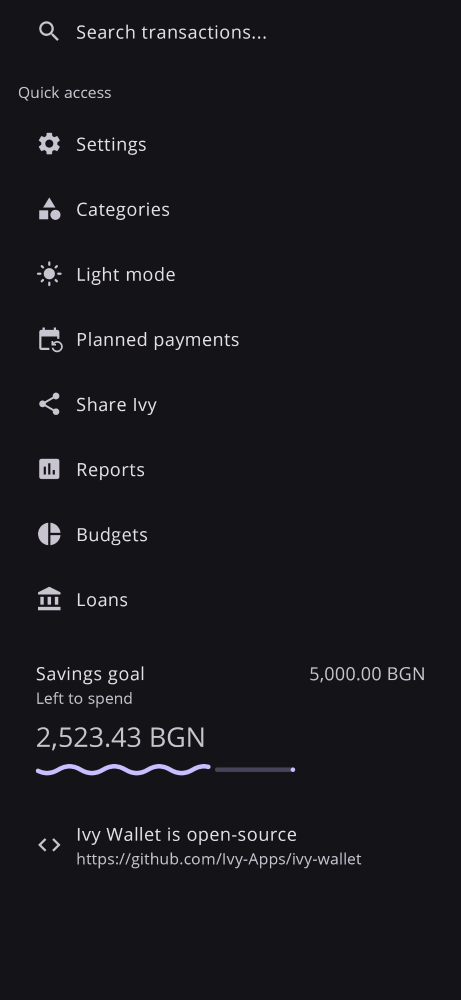 Search transactions...
Quick access
Settings
Categories
Light mode
Planned payments
Share Ivy
Reports
Budgets
Loans
Savings goal 5,000.00 BGN
Left to spend
2,523.43 BGN
Ivy Wallet is open-source
https://github.com/Ivy-Apps/ivy-wallet